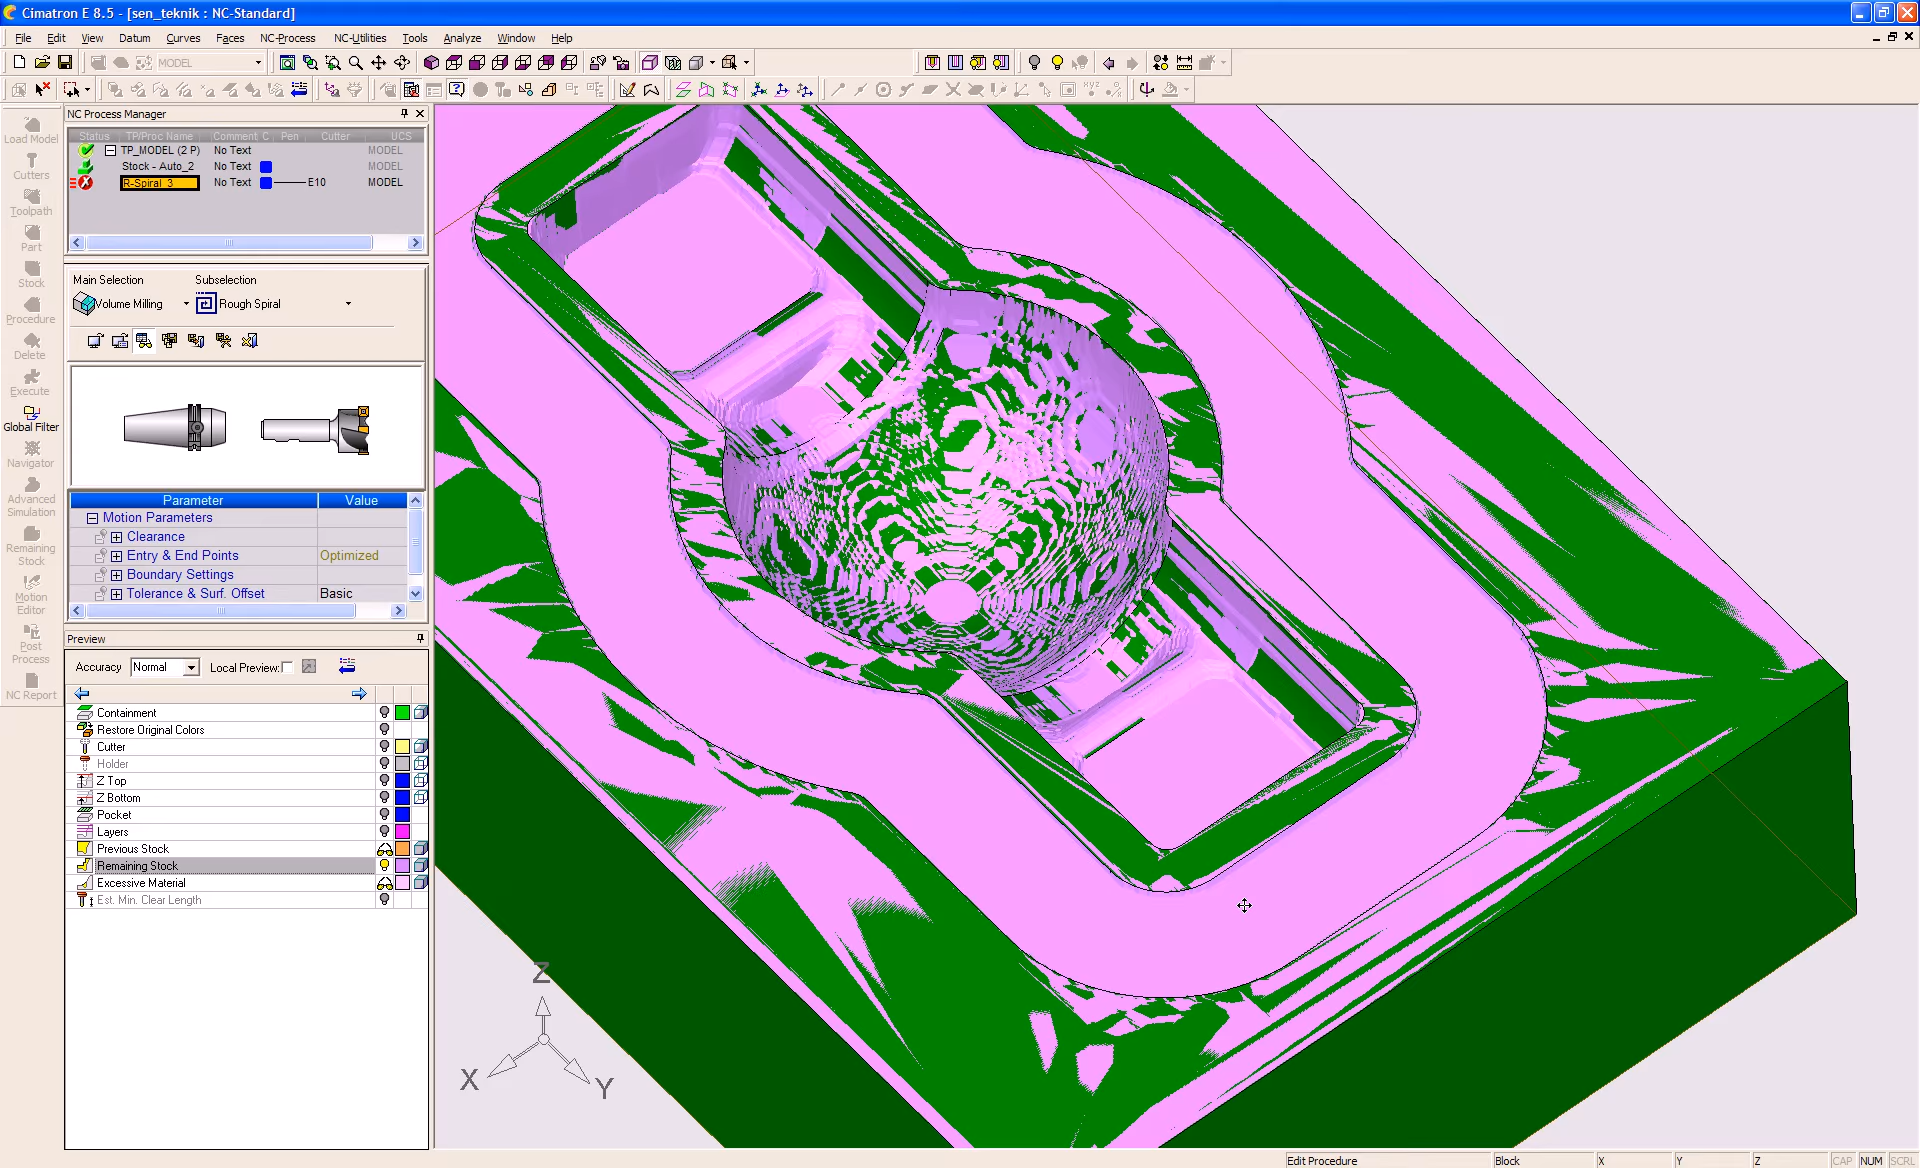 Cimatron E 8.5 - [sen_teknik : NC-Standard]
File Edit View Datum Curves Faces NC-Process NC-Utilities Tools Analyze Window Help
MODEL
NC Process Manager
Status TP/Proc Name Comment C Pen Cutter UCS
TP_MODEL (2 P) No Text MODEL
Stock - Auto_2 No Text MODEL
R-Spiral_3 No Text E10 MODEL
Load Model
Cutters
Toolpath
Part
Stock
Procedure
Delete
Execute
Global Filter
Navigator
Advanced
Simulation
Remaining
Stock
Motion
Editor
Post
Process
NC Report
Main Selection Subselection
Volume Milling Rough Spiral
Parameter Value
Motion Parameters
Clearance
Entry & End Points Optimized
Boundary Settings
Tolerance & Surf. Offset Basic
Preview
Accuracy Normal Local Preview:
Containment
Restore Original Colors
Cutter
Holder
Z Top
Z Bottom
Pocket
Layers
Previous Stock
Remaining Stock
Excessive Material
Est. Min. Clear Length
Z
X
Y
Edit Procedure Block X Y Z CAP NUM SCRL